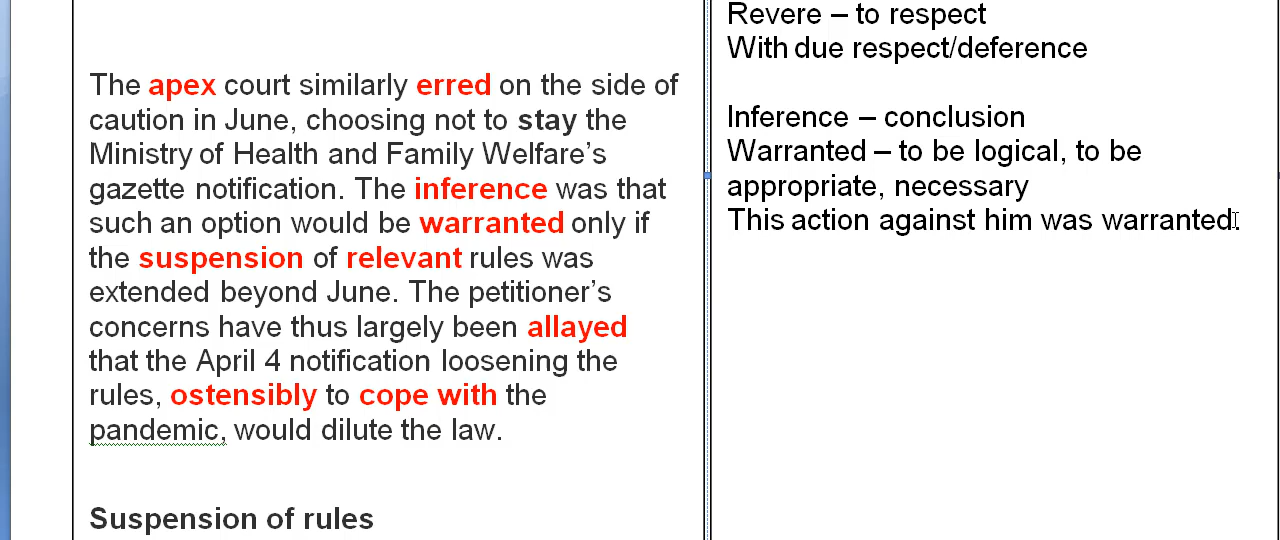 The apex court similarly erred on the side of
caution in June, choosing not to stay the
Ministry of Health and Family Welfare’s
gazette notification. The inference was that
such an option would be warranted only if
the suspension of relevant rules was
extended beyond June. The petitioner’s
concerns have thus largely been allayed
that the April 4 notification loosening the
rules, ostensibly to cope with the
pandemic, would dilute the law.
Suspension of rules
Revere – to respect
With due respect/deference
Inference – conclusion
Warranted – to be logical, to be
appropriate, necessary
This action against him was warranted.